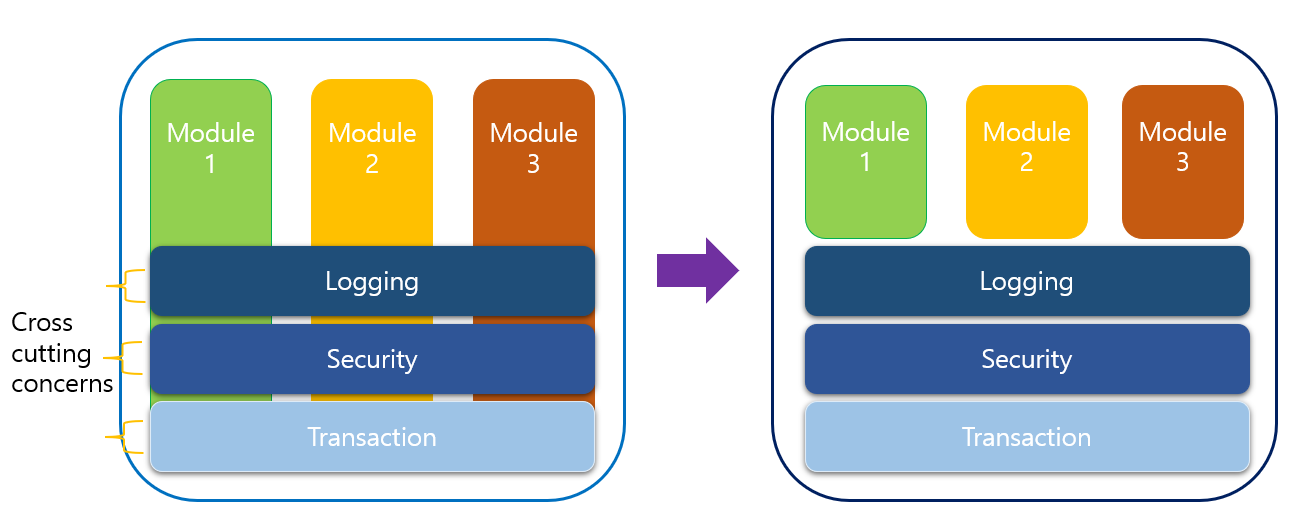 Module
1
Module
2
Module
3
Logging
Security
Transaction
Cross
cutting
concerns
Module
1
Module
2
Module
3
Logging
Security
Transaction